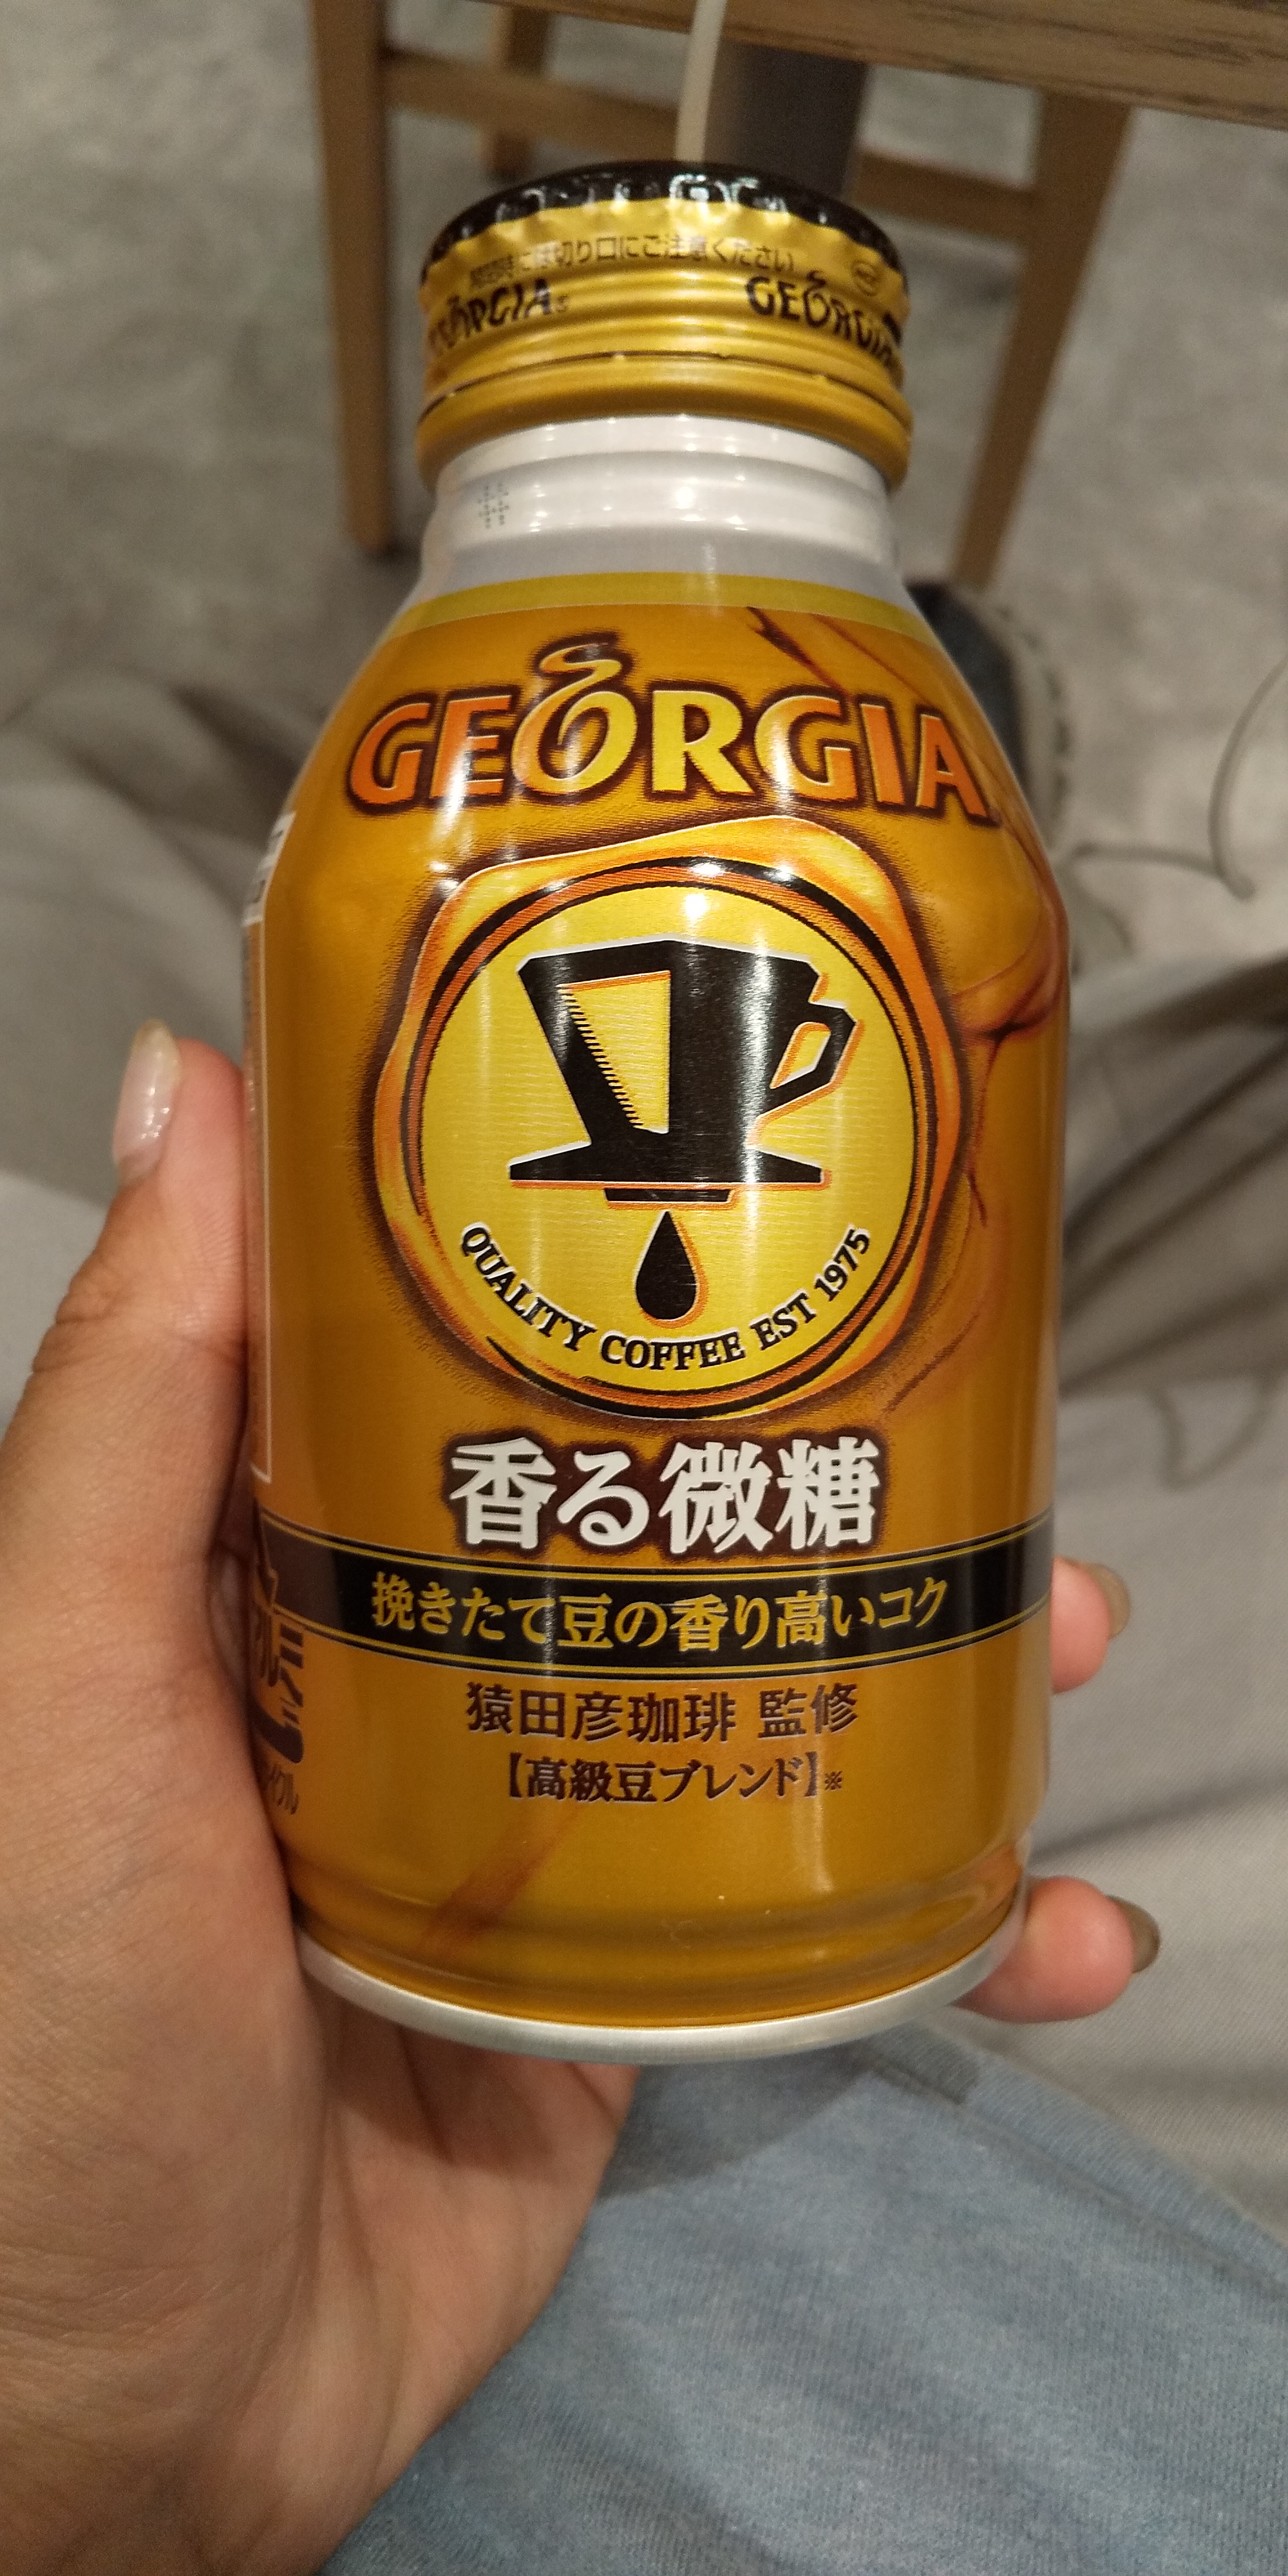 開封時には切り口にご注意ください
GEORGIA
GEORGIA
GEORGIA
QUALITY COFFEE EST 1975
香る微糖
挽きたて豆の香り高いコク
猿田彦珈琲 監修
【高級豆ブレンド】※